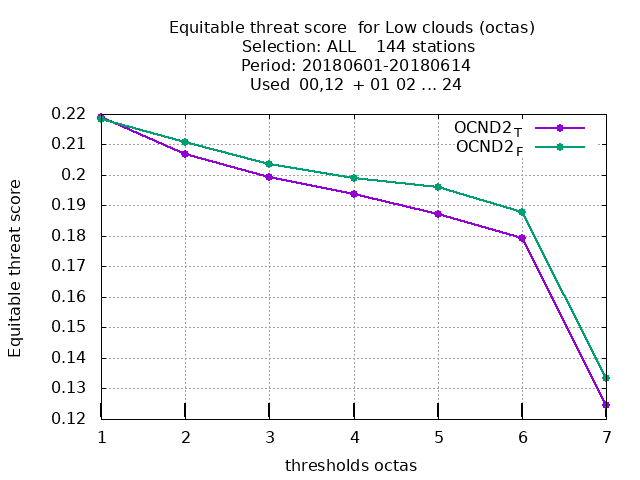 Equitable threat score  for Low clouds (octas)
Selection: ALL    144 stations
Period: 20180601-20180614
Used  00,12  + 01 02 ... 24
OCND2_T
OCND2_F
Equitable threat score
0.22
0.21
0.2
0.19
0.18
0.17
0.16
0.15
0.14
0.13
0.12
1 2 3 4 5 6 7
thresholds octas